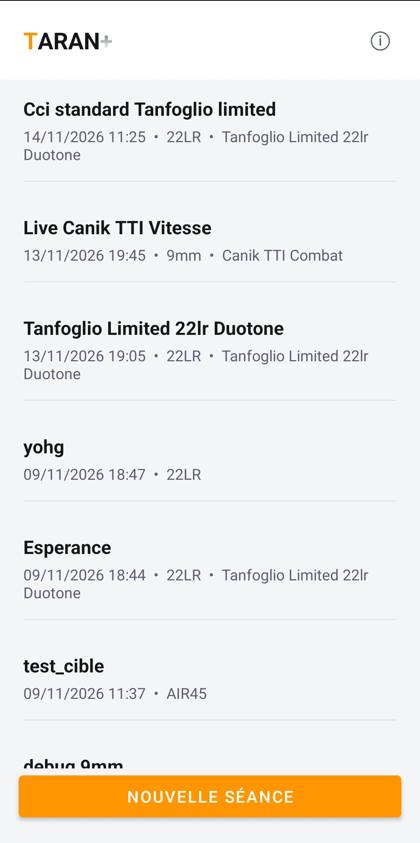 TARAN+
Cci standard Tanfoglio limited
14/11/2026 11:25 • 22LR • Tanfoglio Limited 22lr
Duotone
Live Canik TTI Vitesse
13/11/2026 19:45 • 9mm • Canik TTI Combat
Tanfoglio Limited 22lr Duotone
13/11/2026 19:05 • 22LR • Tanfoglio Limited 22lr
Duotone
yohg
09/11/2026 18:47 • 22LR
Esperance
09/11/2026 18:44 • 22LR • Tanfoglio Limited 22lr
Duotone
test_cible
09/11/2026 11:37 • AIR45
debug 9mm
NOUVELLE SÉANCE